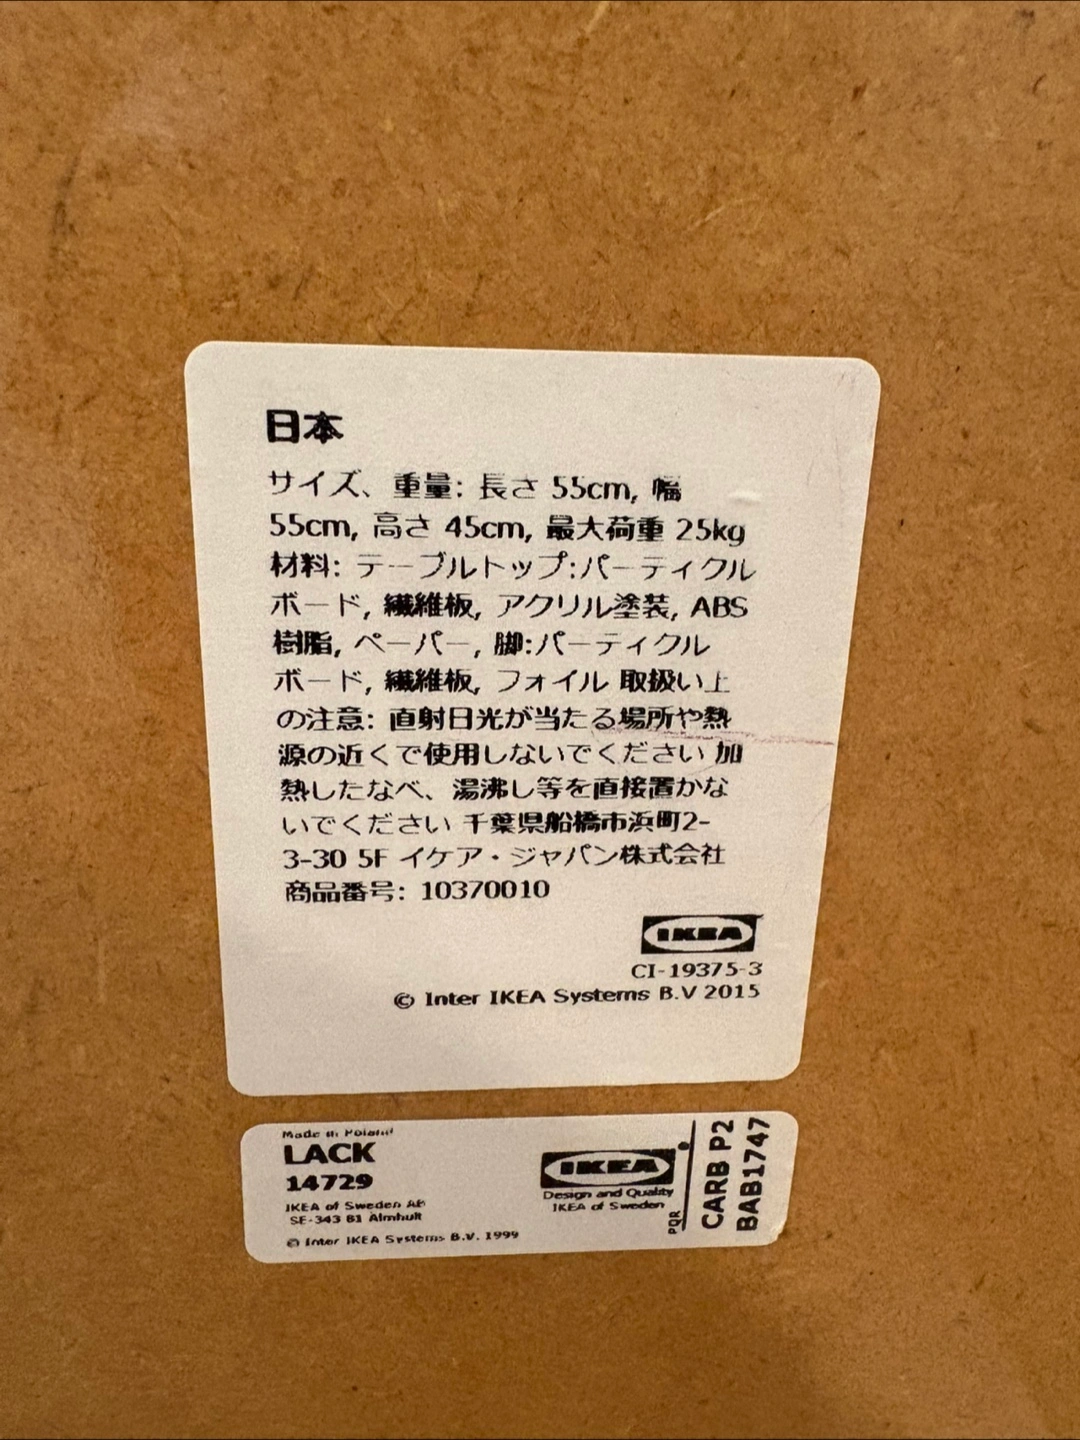 日本
サイズ、重量: 長さ 55cm, 幅
55cm, 高さ 45cm, 最大荷重 25kg
材料: テーブルトップ:パーティクル
ボード, 繊維板, アクリル塗装, ABS
樹脂, ペーパー, 脚:パーティクル
ボード, 繊維板, フォイル 取扱い上
の注意: 直射日光が当たる場所や熱
源の近くで使用しないでください 加
熱したなべ、湯沸し等を直接置かな
いでください 千葉県船橋市浜町2-
3-30 5F イケア・ジャパン株式会社
商品番号: 10370010
IKEA
CI-19375-3
© Inter IKEA Systems B.V 2015
Made in Poland
LACK
14729
IKEA of Sweden AB
SE-343 81 Älmhult
© Inter IKEA Systems B.V. 1999
IKEA
Design and Quality
IKEA of Sweden
PQR
CARB P2
BAB1747